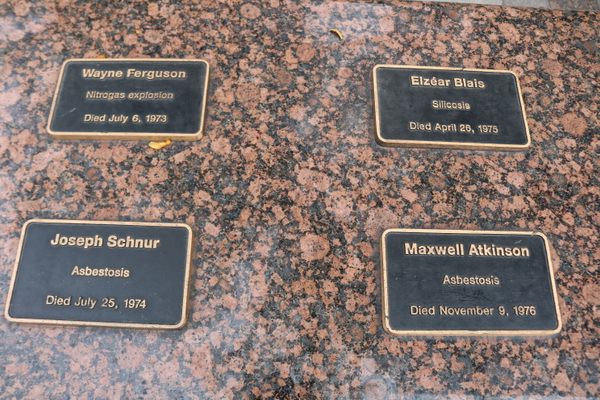 Wayne Ferguson
Nitrogas explosion
Died July 6, 1973
Elzéar Blais
Silicosis
Died April 26, 1975
Joseph Schnur
Asbestosis
Died July 25, 1974
Maxwell Atkinson
Asbestosis
Died November 9, 1976